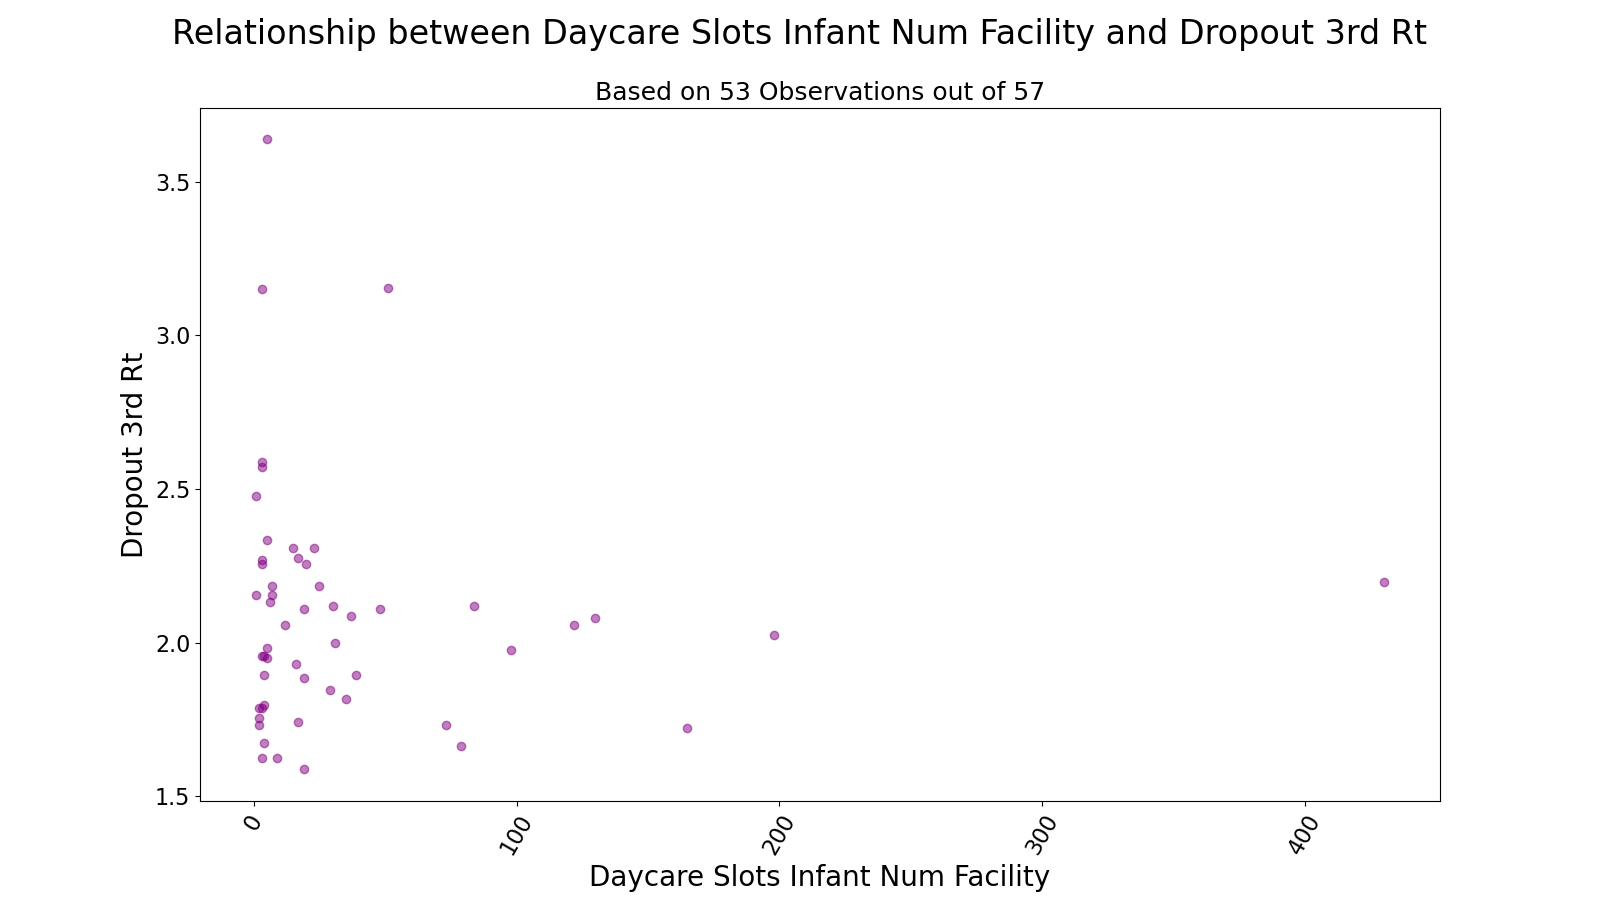 Relationship between Daycare Slots Infant Num Facility and Dropout 3rd Rt
Based on 53 Observations out of 57
Dropout 3rd Rt
3.5
3.0
2.5
2.0
1.5
0
100
200
300
400
Daycare Slots Infant Num Facility